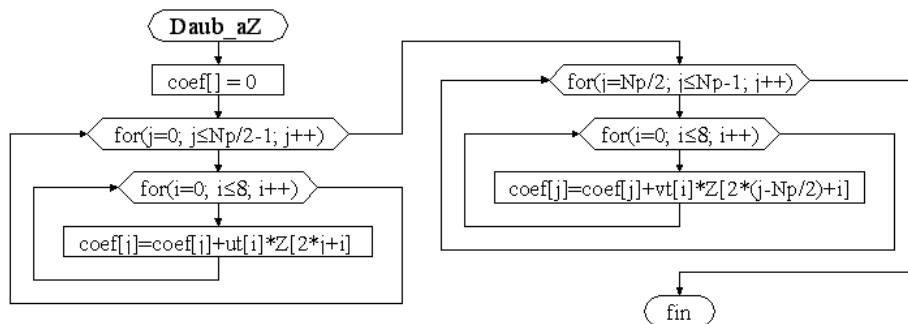 Daub_aZ
coef[] = 0
for(j=0; j≤Np/2-1; j++)
for(i=0; i≤8; i++)
coef[j]=coef[j]+ut[i]*Z[2*j+i]
for(j=Np/2; j≤Np-1; j++)
for(i=0; i≤8; i++)
coef[j]=coef[j]+vt[i]*Z[2*(j-Np/2)+i]
fin